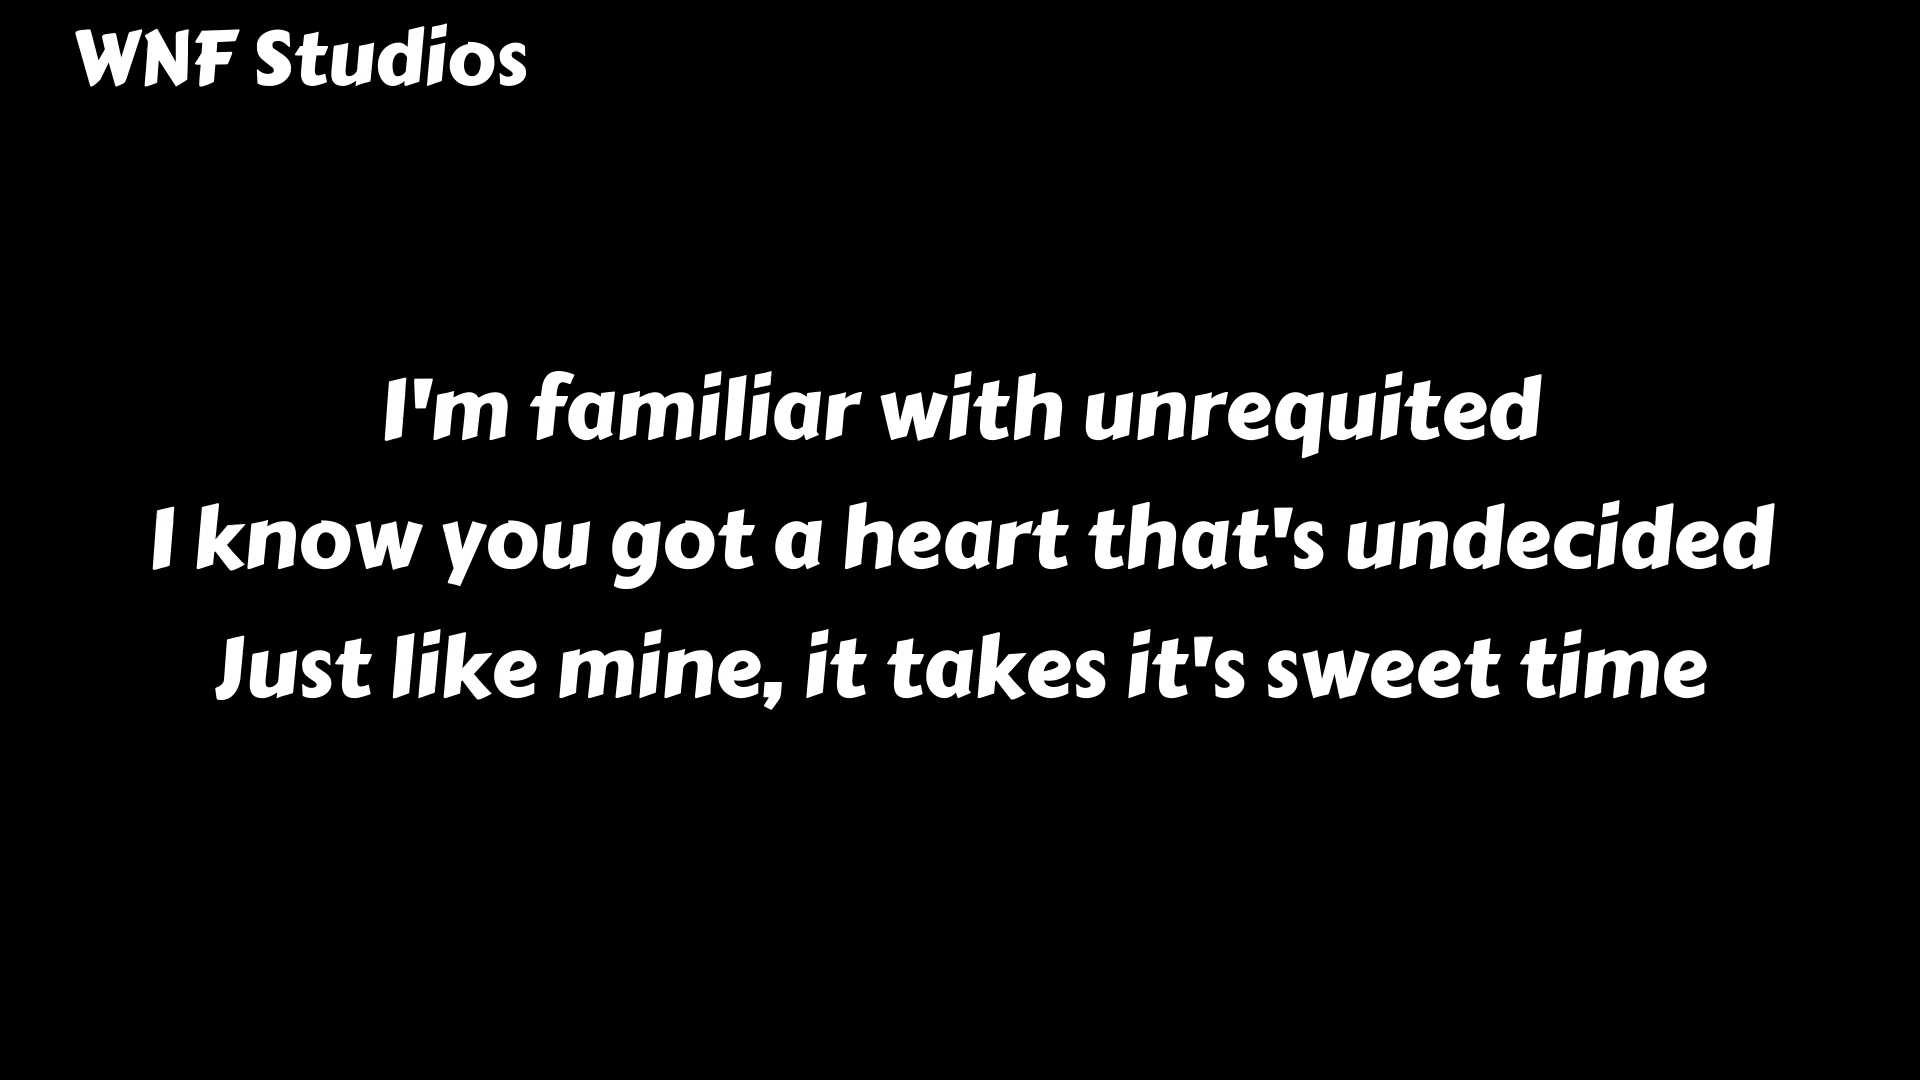 WNF Studios
I'm familiar with unrequited
I know you got a heart that's undecided
Just like mine, it takes it's sweet time